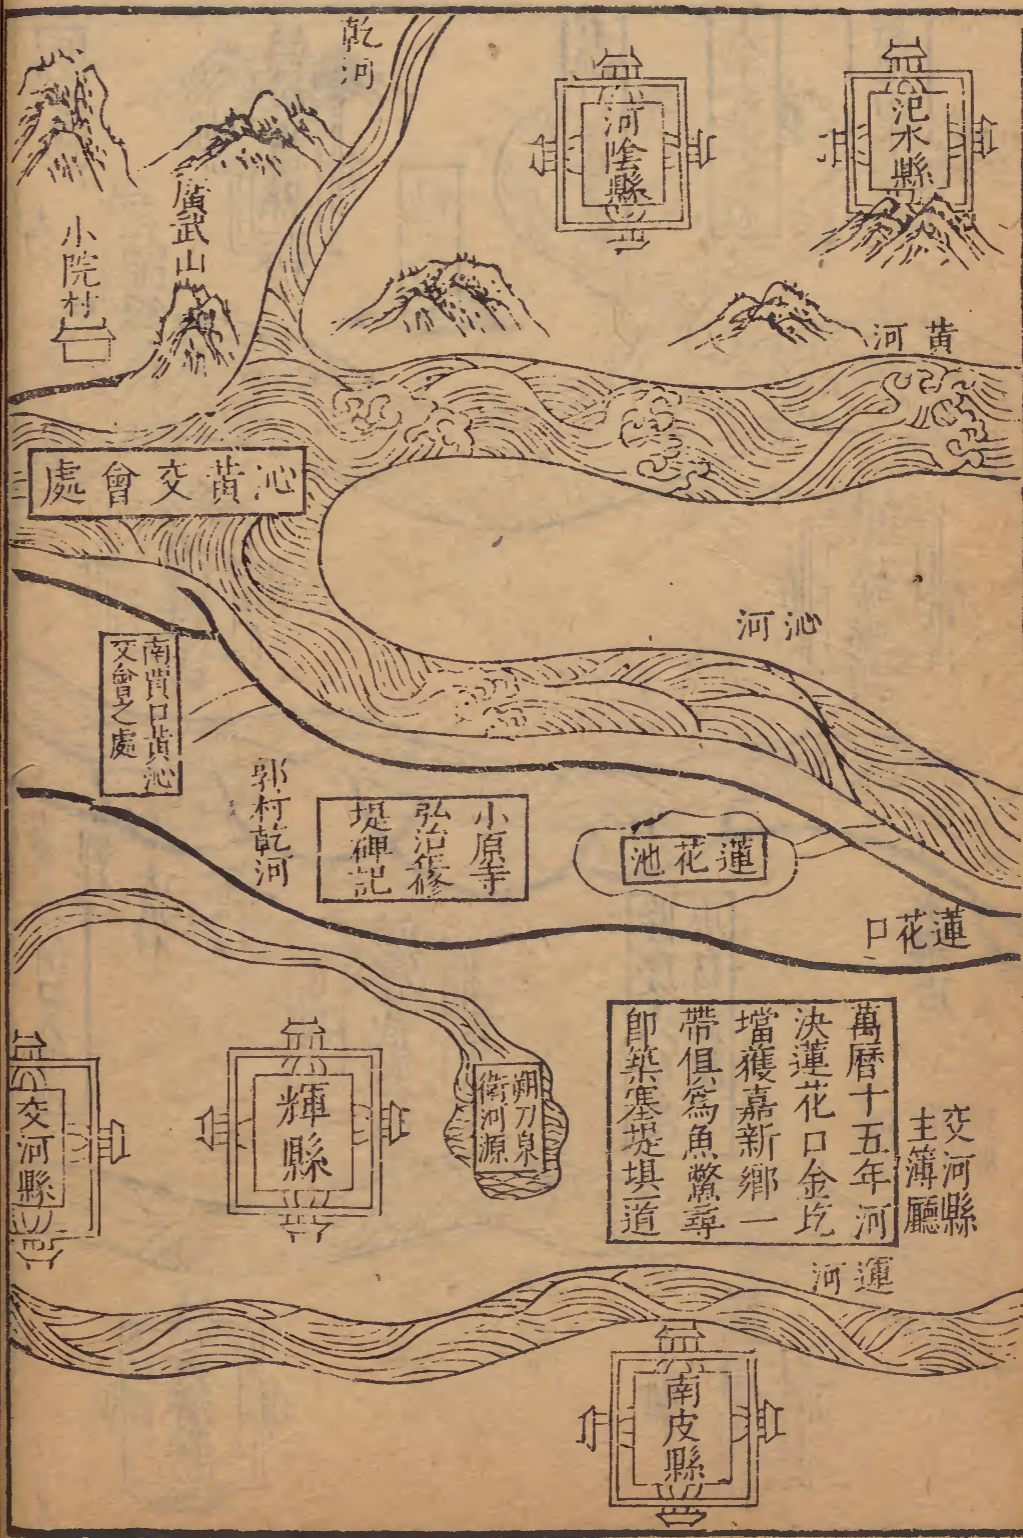 汜水縣
河陰縣
乾河
廣武山
小院村
黃河
沁黃交會處
沁河
南賈口黃沁
交會之處
郭村乾河
小原寺
弘治年修
堤碑記
蓮花池
蓮花口
萬曆十五年河
決蓮花口金圪
壋獲嘉新鄉一
帶俱為魚鱉尋
即築塞堤埧一道
交河縣
主簿廳
朔刀泉
衛河源
輝縣
交河縣
運河
南皮縣